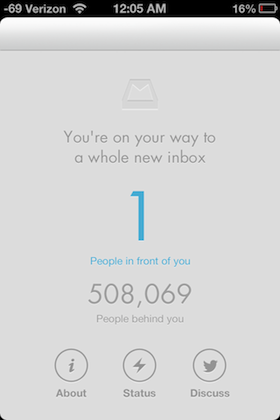 -69 Verizon 12:05 AM 16%
You're on your way to
a whole new inbox
1
People in front of you
508,069
People behind you
i
About Status Discuss